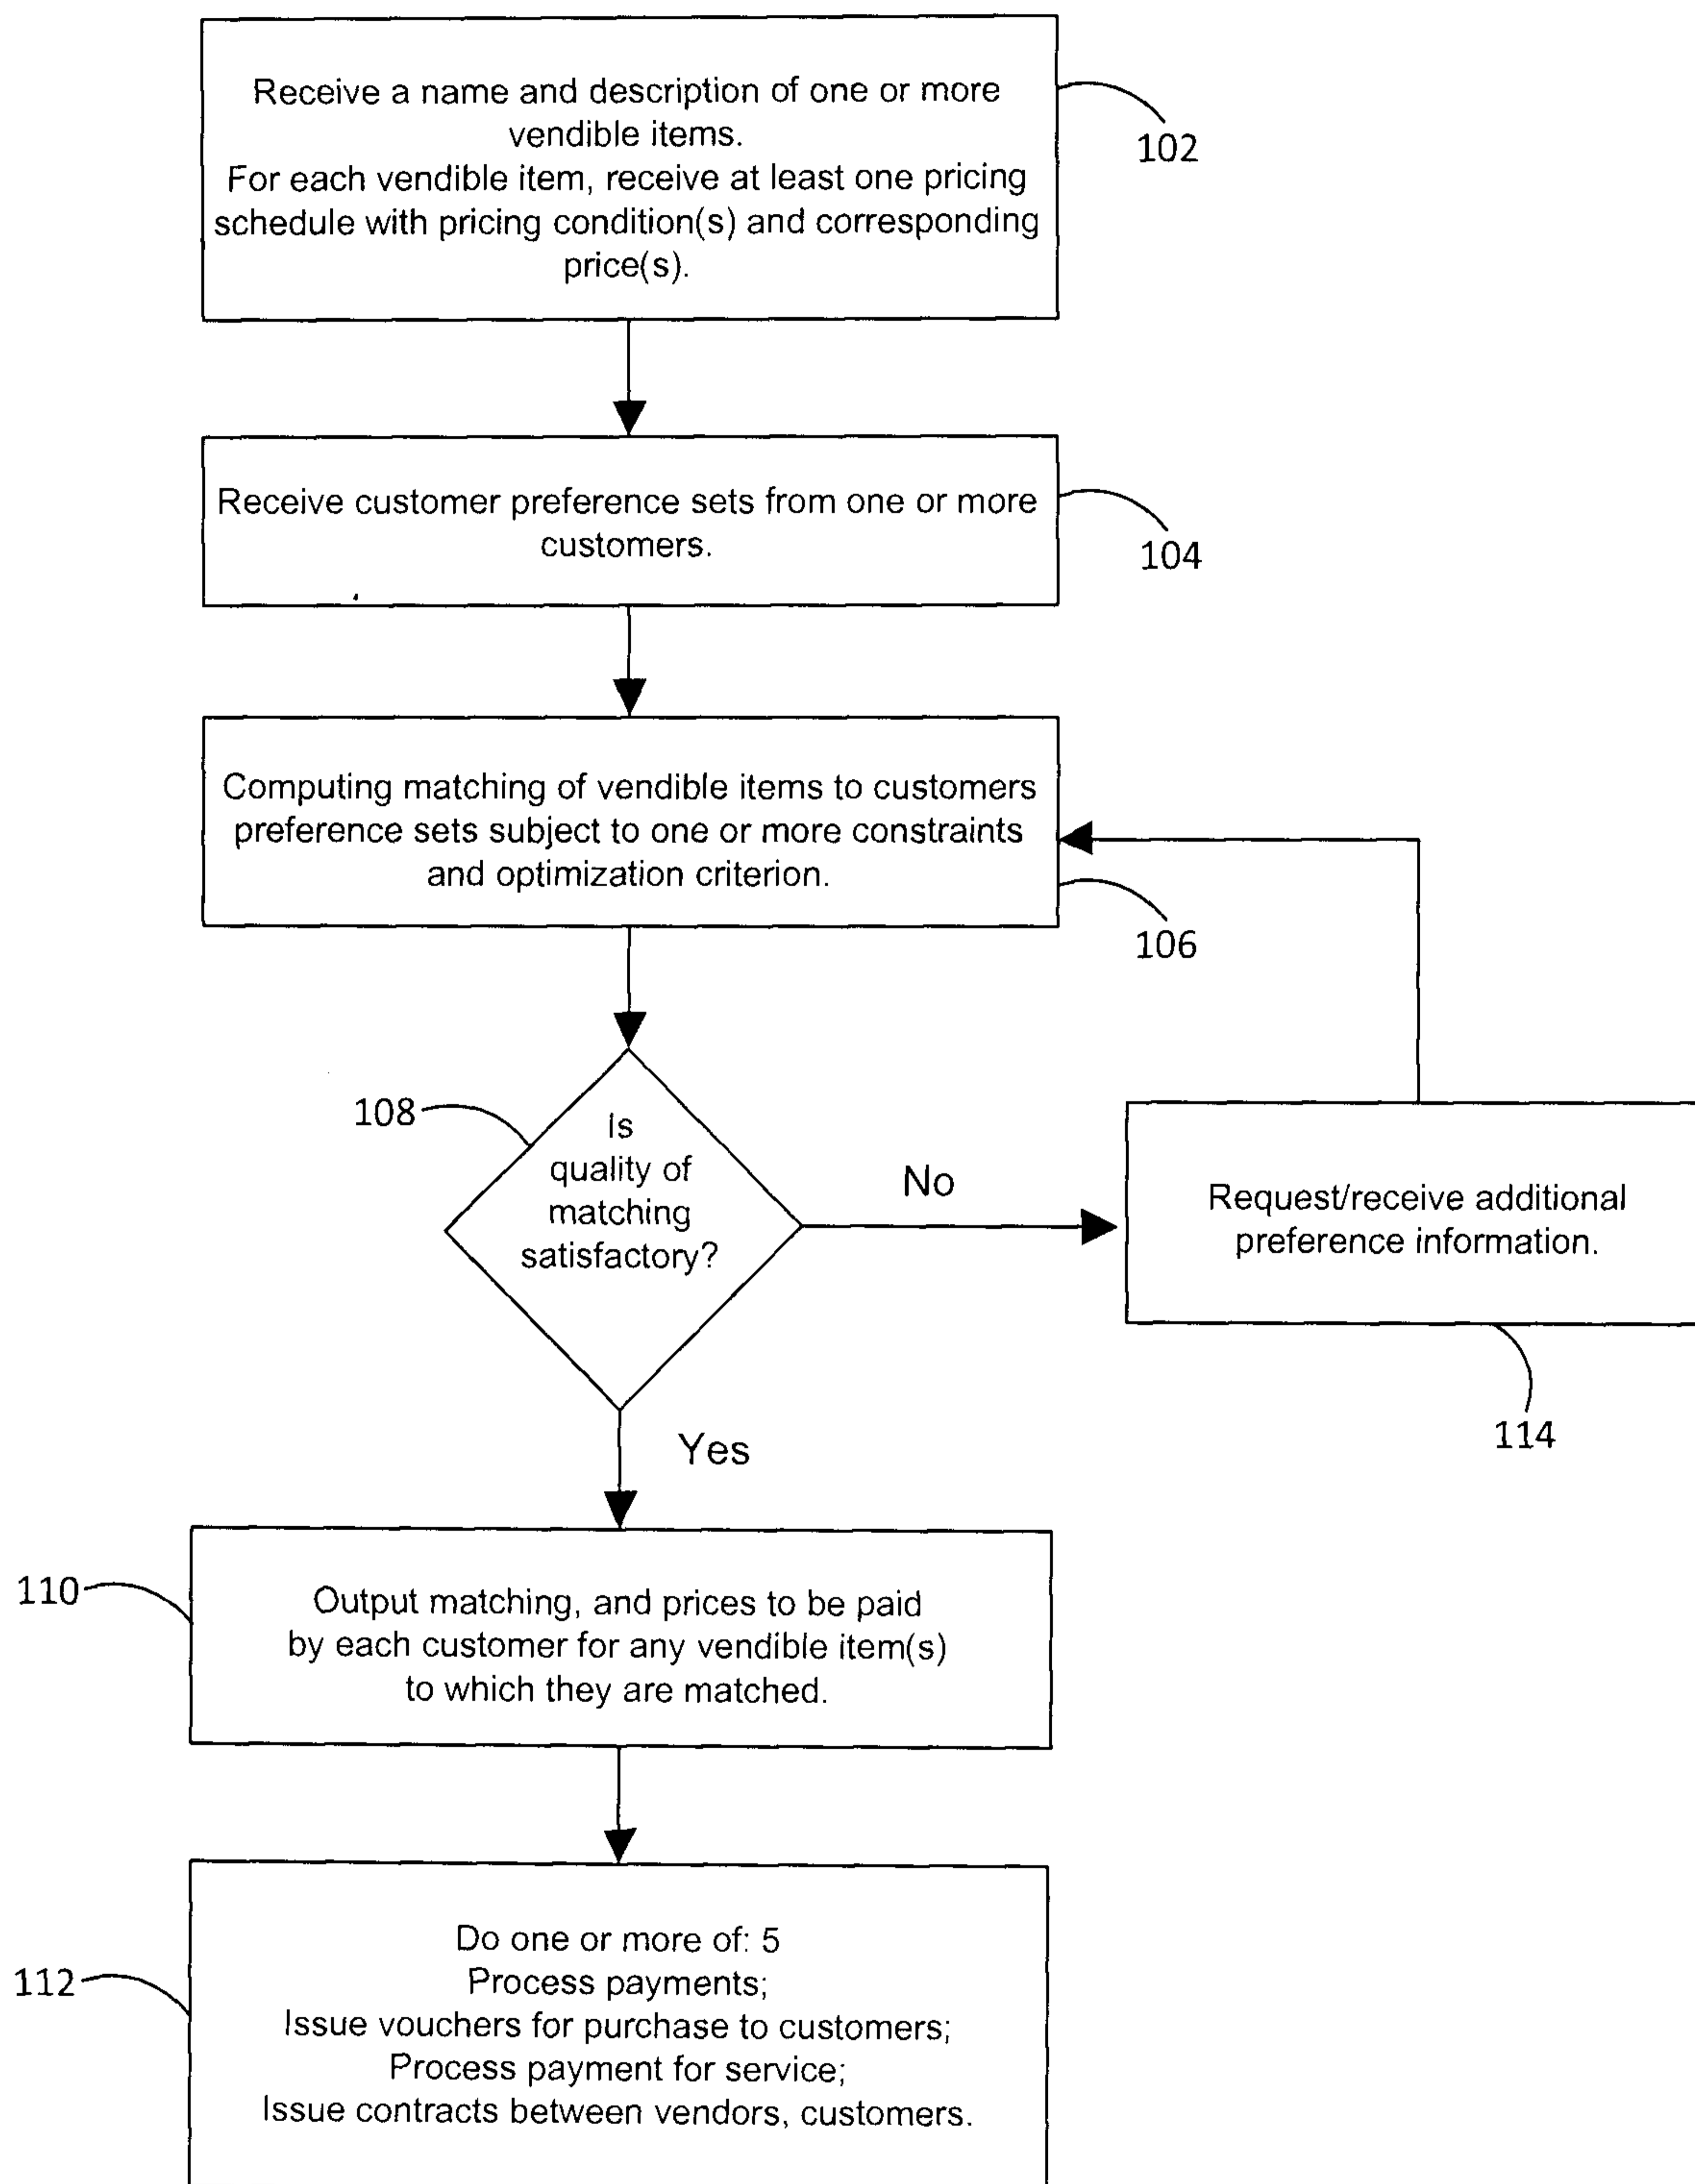 Receive a name and description of one or more
vendible items.
For each vendible item, receive at least one pricing
schedule with pricing condition(s) and corresponding
price(s).
102
Receive customer preference sets from one or more
customers.
104
Computing matching of vendible items to customers
preference sets subject to one or more constraints
and optimization criterion.
106
108
Is
quality of
matching
satisfactory?
No
Request/receive additional
preference information.
114
Yes
110
Output matching, and prices to be paid
by each customer for any vendible item(s)
to which they are matched.
112
Do one or more of: 5
Process payments;
Issue vouchers for purchase to customers;
Process payment for service;
Issue contracts between vendors, customers.